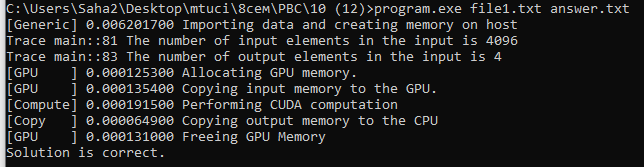 C:\Users\Saha2\Desktop\mtuci\8cem\PBC\10 (12)>program.exe file1.txt answer.txt
[Generic] 0.006201700 Importing data and creating memory on host
Trace main::81 The number of input elements in the input is 4096
Trace main::83 The number of output elements in the input is 4
[GPU    ] 0.000125300 Allocating GPU memory.
[GPU    ] 0.000135400 Copying input memory to the GPU.
[Compute] 0.000191500 Performing CUDA computation
[Copy   ] 0.000064900 Copying output memory to the CPU
[GPU    ] 0.000131000 Freeing GPU Memory
Solution is correct.